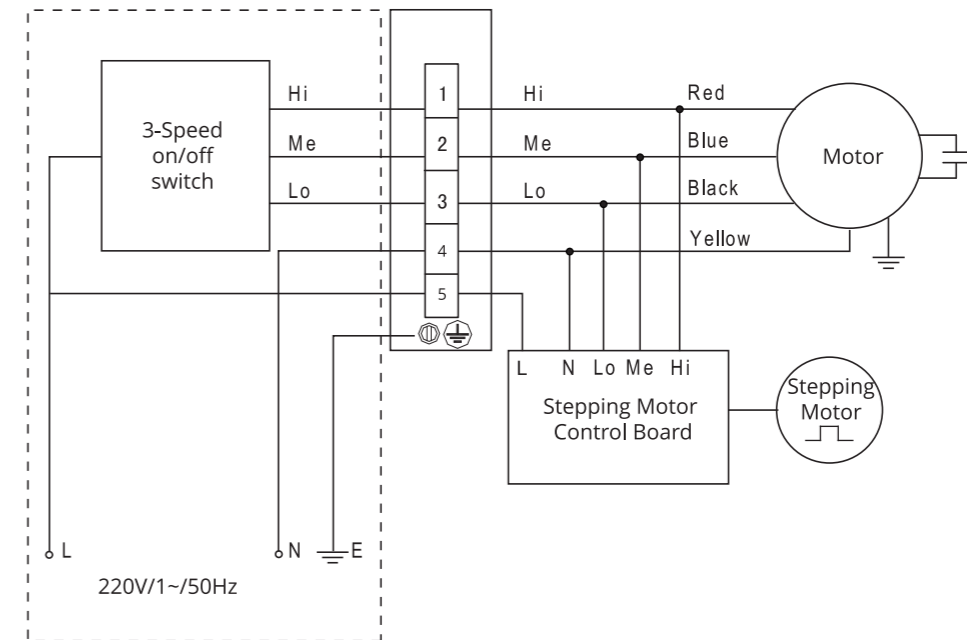 3-Speed
on/off
switch
Hi
Me
Lo
1
2
3
4
5
Hi
Me
Lo
Red
Blue
Black
Yellow
Motor
L N Lo Me Hi
Stepping Motor
Control Board
Stepping
Motor
L
N
E
220V/1~/50Hz